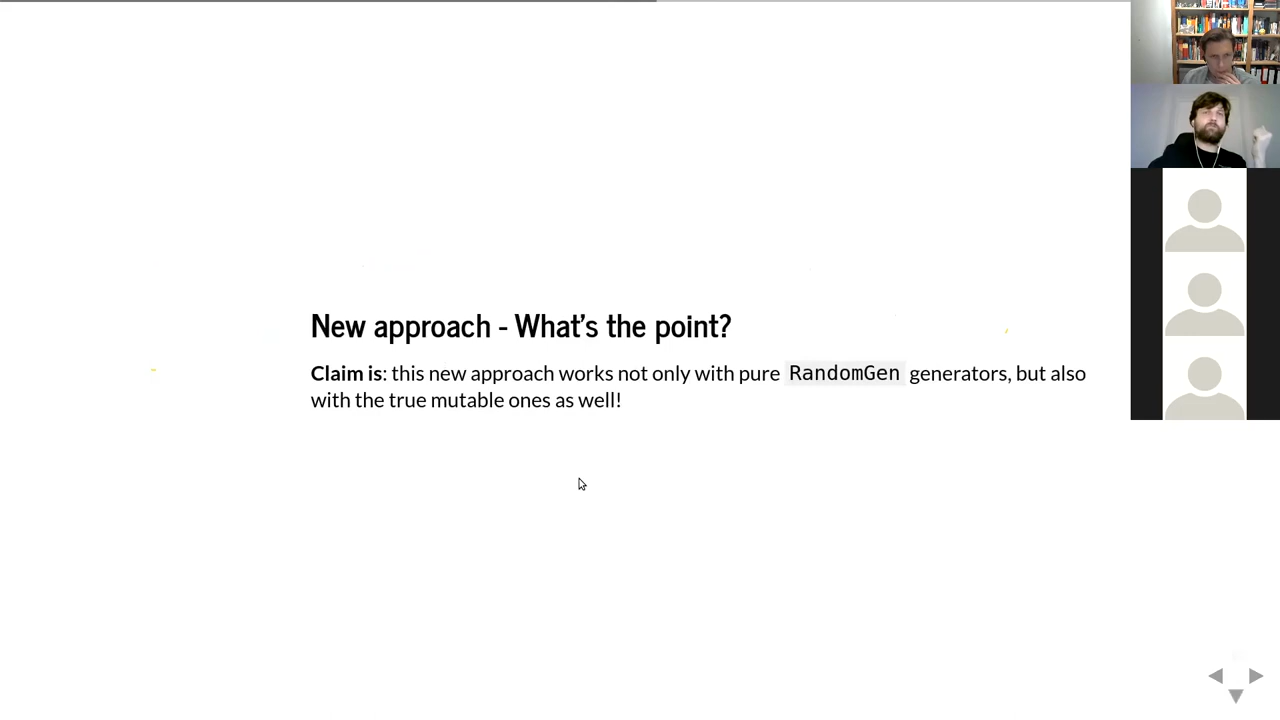 New approach - What's the point?
Claim is: this new approach works not only with pure RandomGen generators, but also
with the true mutable ones as well!